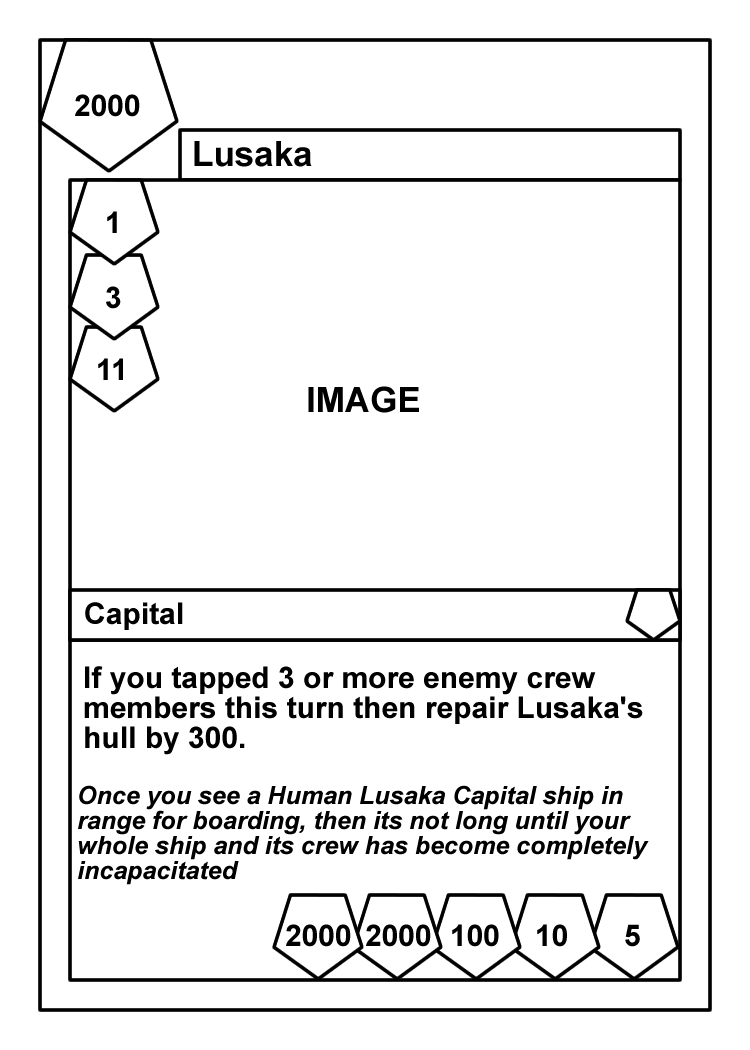 2000
Lusaka
1
3
11
IMAGE
Capital
If you tapped 3 or more enemy crew
members this turn then repair Lusaka's
hull by 300.
Once you see a Human Lusaka Capital ship in
range for boarding, then its not long until your
whole ship and its crew has become completely
incapacitated
2000 2000 100 10 5